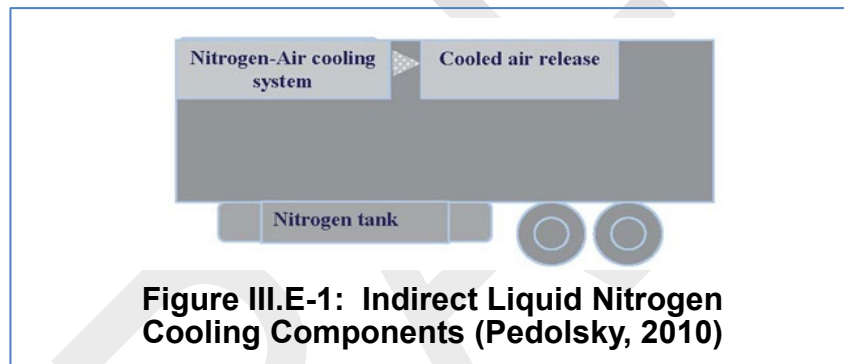 Nitrogen-Air cooling
system
Cooled air release
Nitrogen tank
Figure III.E-1: Indirect Liquid Nitrogen
Cooling Components (Pedolsky, 2010)